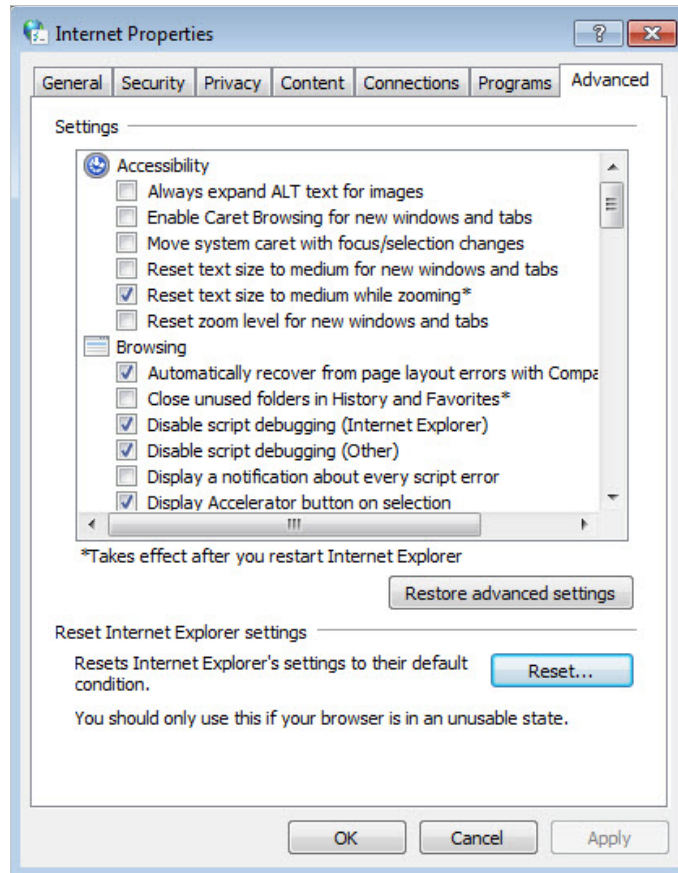 Internet Properties
General Security Privacy Content Connections Programs Advanced
Settings
Accessibility
Always expand ALT text for images
Enable Caret Browsing for new windows and tabs
Move system caret with focus/selection changes
Reset text size to medium for new windows and tabs
Reset text size to medium while zooming*
Reset zoom level for new windows and tabs
Browsing
Automatically recover from page layout errors with Compa
Close unused folders in History and Favorites*
Disable script debugging (Internet Explorer)
Disable script debugging (Other)
Display a notification about every script error
Display Accelerator button on selection
*Takes effect after you restart Internet Explorer
Restore advanced settings
Reset Internet Explorer settings
Resets Internet Explorer's settings to their default
condition.
Reset...
You should only use this if your browser is in an unusable state.
OK Cancel Apply